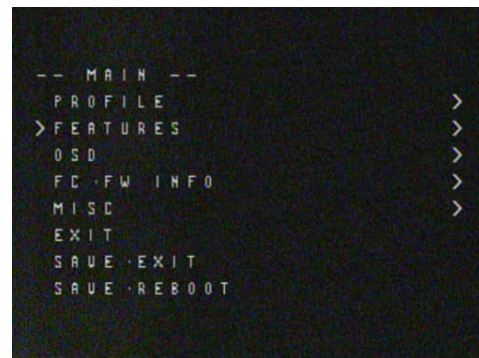 -- MAIN --
PROFILE >
>FEATURES >
OSD >
FC·FW INFO >
MISC >
EXIT
SAVE·EXIT
SAVE·REBOOT